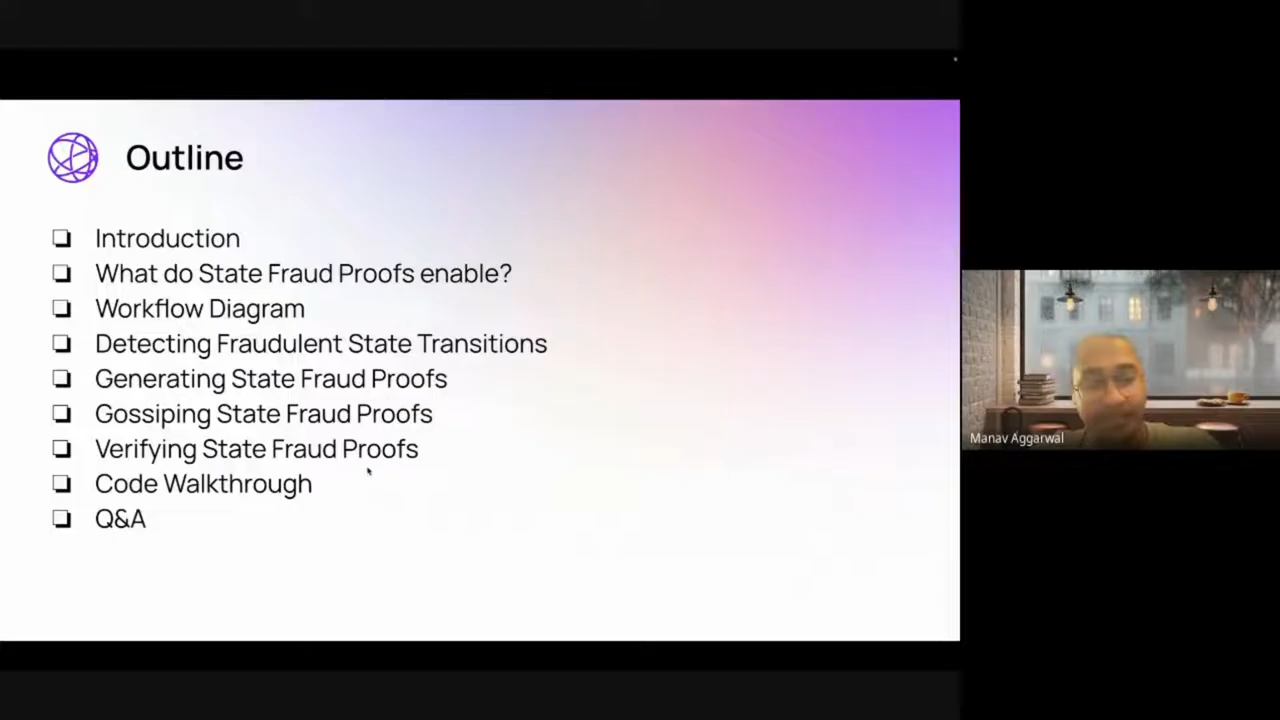 Outline
Introduction
What do State Fraud Proofs enable?
Workflow Diagram
Detecting Fraudulent State Transitions
Generating State Fraud Proofs
Gossiping State Fraud Proofs
Verifying State Fraud Proofs
Code Walkthrough
Q&A
Manav Aggarwal